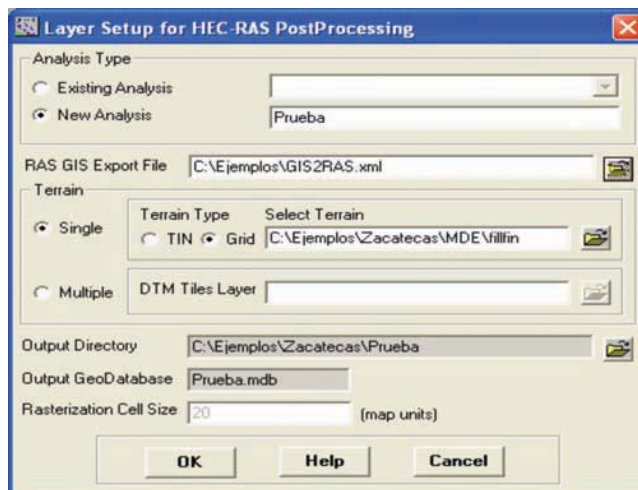 Layer Setup for HEC-RAS PostProcessing
Analysis Type
Existing Analysis
New Analysis Prueba
RAS GIS Export File C:\Ejemplos\GIS2RAS.xml
Terrain
Single Terrain Type Select Terrain
TIN Grid C:\Ejemplos\Zacatecas\MDE\fillfin
Multiple DTM Tiles Layer
Output Directory C:\Ejemplos\Zacatecas\Prueba
Output GeoDatabase Prueba.mdb
Rasterization Cell Size 20 (map units)
OK Help Cancel